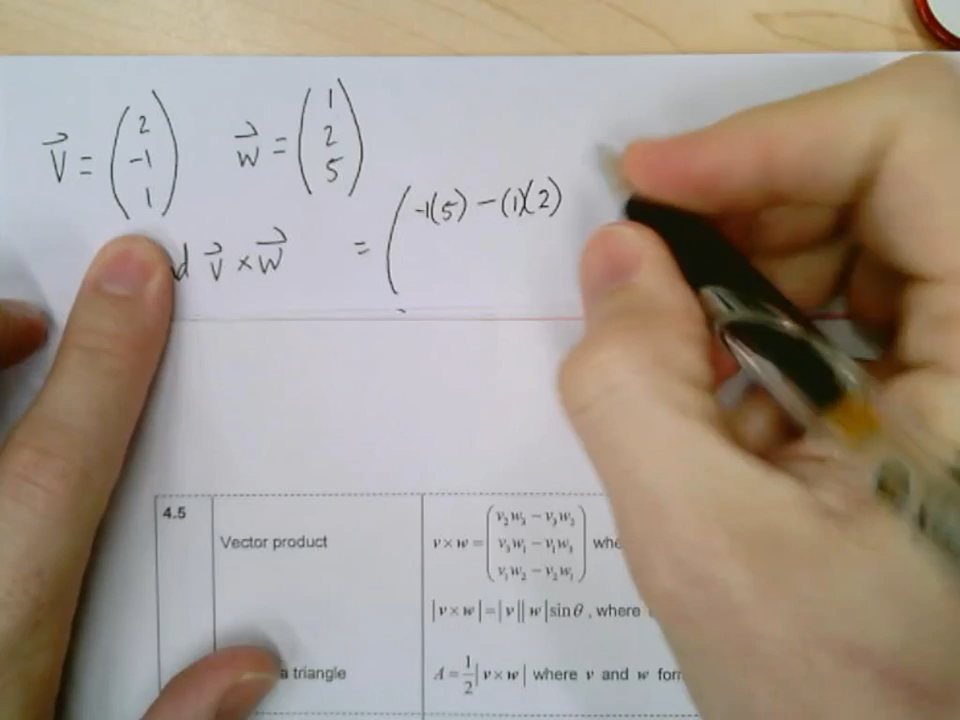 V⃗ = (2 -1 1) w⃗ = (1 2 5)
v⃗ × w⃗ = ( -1(5) - (1)(2)
4.5 Vector product v × w = (v₂w₃ - v₃w₂
v₃w₁ - v₁w₃
v₁w₂ - v₂w₁)
|v × w| = |v||w| sin θ, where
a triangle A = 1/2 |v × w| where v and w